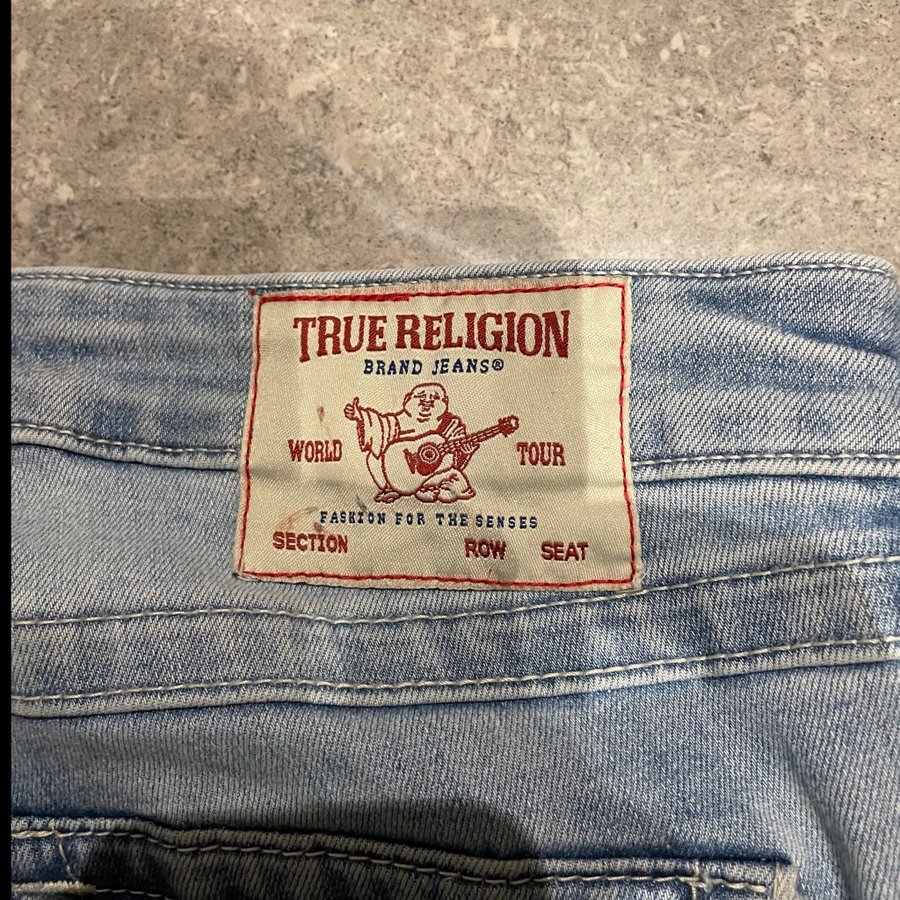 TRUE RELIGION
BRAND JEANS®
WORLD TOUR
FASHION FOR THE SENSES
SECTION ROW SEAT